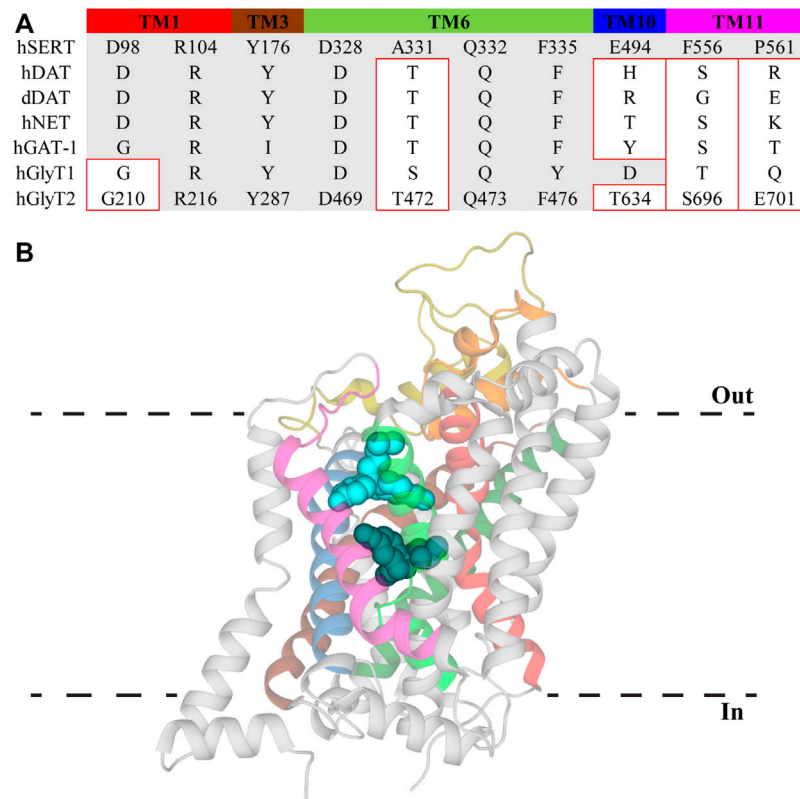 A TM1 TM3 TM6 TM10 TM11
hSERT D98 R104 Y176 D328 A331 Q332 F335 E494 F556 P561
hDAT D R Y D T Q F H S R
dDAT D R Y D T Q F R G E
hNET D R Y D T Q F T S K
hGAT-1 G R I D T Q F Y S T
hGlyT1 G R Y D S Q Y D T Q
hGlyT2 G210 R216 Y287 D469 T472 Q473 F476 T634 S696 E701
B
Out
In